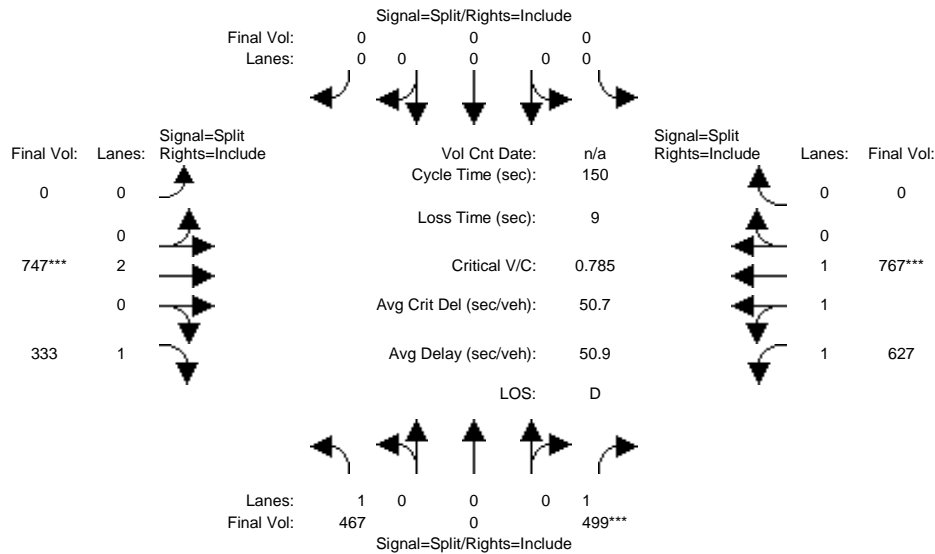 Signal=Split/Rights=Include
Final Vol: 0 0 0
Lanes: 0 0 0 0 0
Signal=Split
Final Vol: Lanes: Rights=Include
Vol Cnt Date: n/a
Signal=Split
Rights=Include Lanes: Final Vol:
Cycle Time (sec): 150
0 0
0 0
Loss Time (sec): 9
0
0
747*** 2
Critical V/C: 0.785
1 767***
0
Avg Crit Del (sec/veh): 50.7
1
333 1
Avg Delay (sec/veh): 50.9
1 627
LOS: D
Lanes: 1 0 0 0 1
Final Vol: 467 0 499***
Signal=Split/Rights=Include